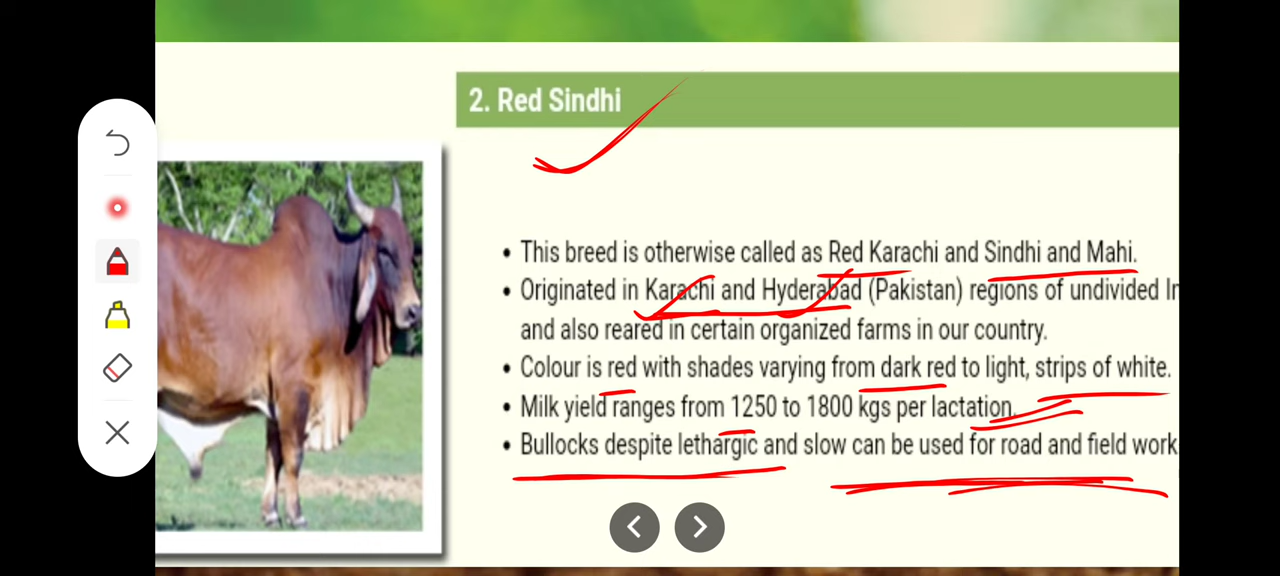 2. Red Sindhi
• This breed is otherwise called as Red Karachi and Sindhi and Mahi.
• Originated in Karachi and Hyderabad (Pakistan) regions of undivided In
and also reared in certain organized farms in our country.
• Colour is red with shades varying from dark red to light, strips of white.
• Milk yield ranges from 1250 to 1800 kgs per lactation.
• Bullocks despite lethargic and slow can be used for road and field work